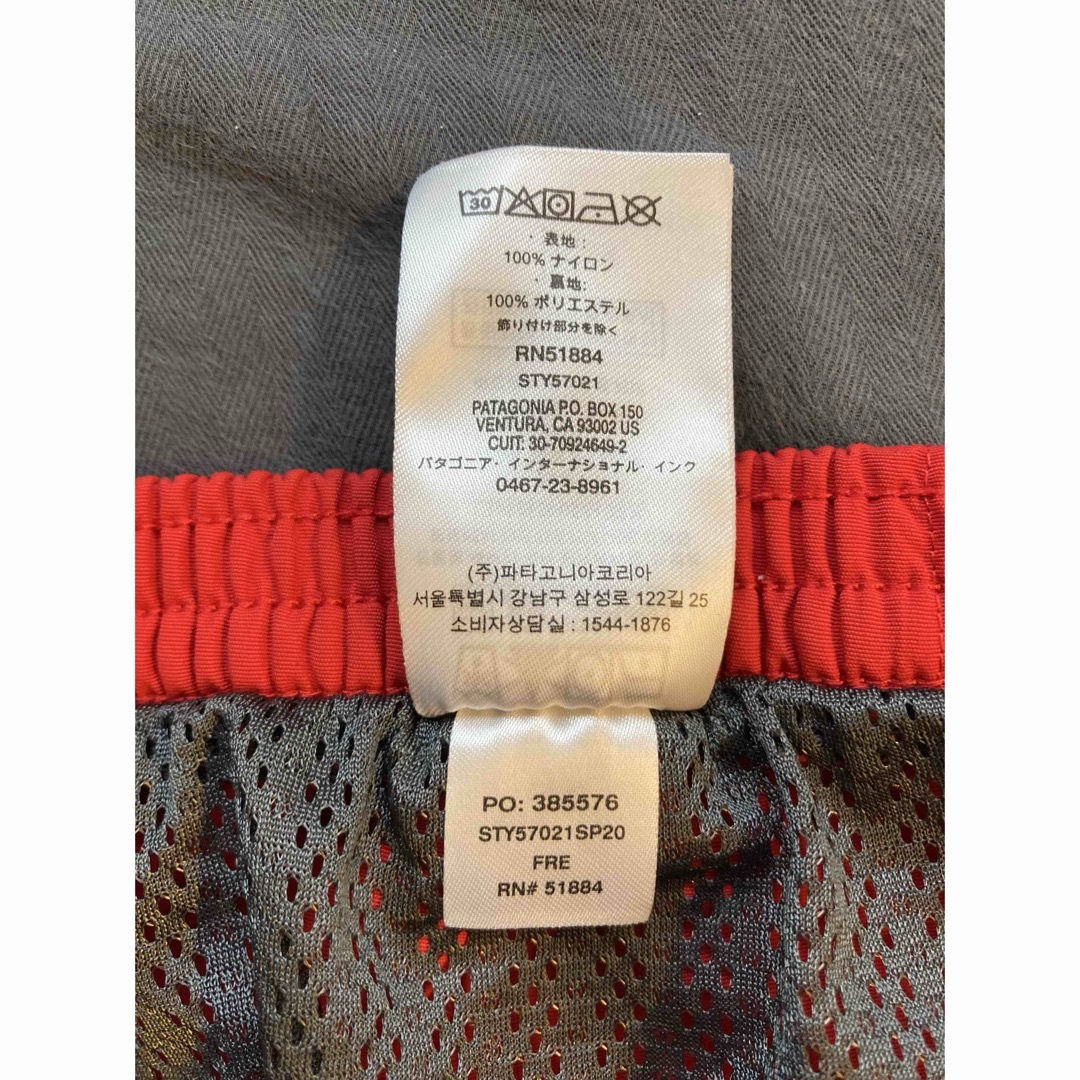 30
・表地：
100% ナイロン
・裏地:
100% ポリエステル
飾り付け部分を除く
RN51884
STY57021
PATAGONIA P.O. BOX 150
VENTURA, CA 93002 US
CUIT: 30-70924649-2
パタゴニア・インターナショナル・インク
0467-23-8961
(주)파타고니아코리아
서울특별시 강남구 삼성로 122길 25
소비자상담실 : 1544-1876
PO: 385576
STY57021SP20
FRE
RN# 51884